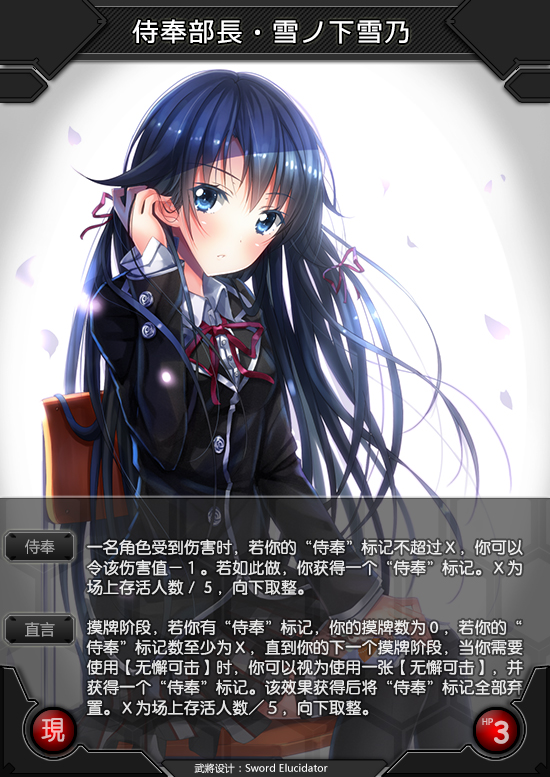 侍奉部長・雪ノ下雪乃
侍奉
一名角色受到伤害时，若你的“侍奉”标记不超过Ｘ，你可以
令该伤害值－１。若如此做，你获得一个“侍奉”标记。Ｘ为
场上存活人数／５，向下取整。
直言
摸牌阶段，若你有“侍奉”标记，你的摸牌数为０，若你的“
侍奉”标记数至少为Ｘ，直到你的下一个摸牌阶段，当你需要
使用【无懈可击】时，你可以视为使用一张【无懈可击】，并
获得一个“侍奉”标记。该效果获得后将“侍奉”标记全部弃
置。Ｘ为场上存活人数／５，向下取整。
現
HP 3
武將设计：Sword Elucidator